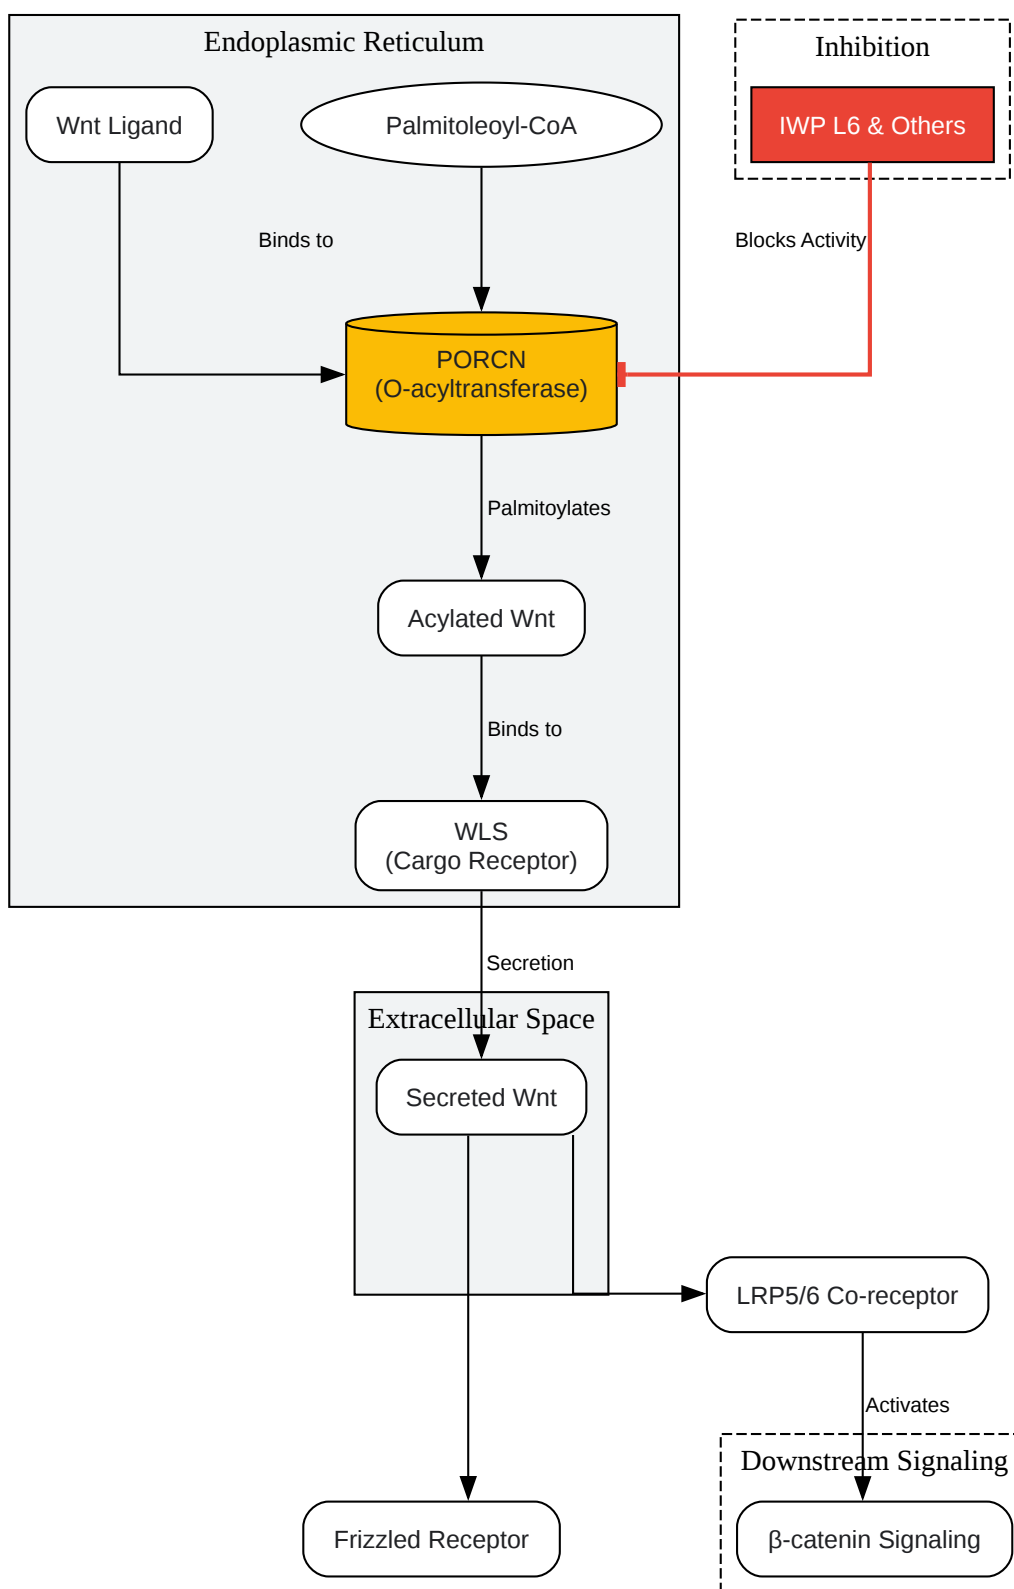 Endoplasmic Reticulum
Inhibition
Wnt Ligand
Palmitoleoyl-CoA
IWP L6 & Others
Binds to
Blocks Activity
PORCN
(O-acyltransferase)
Palmitoylates
Acylated Wnt
Binds to
WLS
(Cargo Receptor)
Secretion
Extracellular Space
Secreted Wnt
LRP5/6 Co-receptor
Activates
Downstream Signaling
Frizzled Receptor
β-catenin Signaling